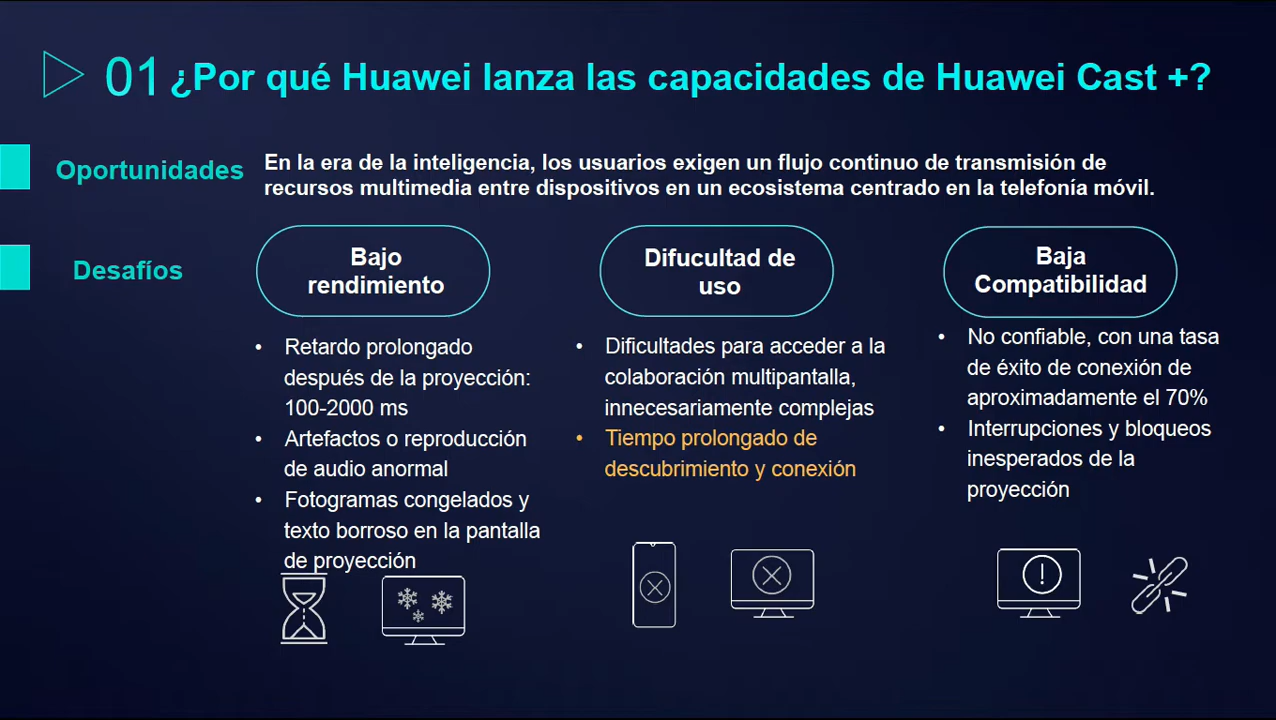 01 ¿Por qué Huawei lanza las capacidades de Huawei Cast +?
Oportunidades
En la era de la inteligencia, los usuarios exigen un flujo continuo de transmisión de
recursos multimedia entre dispositivos en un ecosistema centrado en la telefonía móvil.
Desafíos
Bajo
rendimiento
• Retardo prolongado
después de la proyección:
100-2000 ms
• Artefactos o reproducción
de audio anormal
• Fotogramas congelados y
texto borroso en la pantalla
de proyección
Difucultad de
uso
• Dificultades para acceder a la
colaboración multipantalla,
innecesariamente complejas
• Tiempo prolongado de
descubrimiento y conexión
Baja
Compatibilidad
• No confiable, con una tasa
de éxito de conexión de
aproximadamente el 70%
• Interrupciones y bloqueos
inesperados de la
proyección